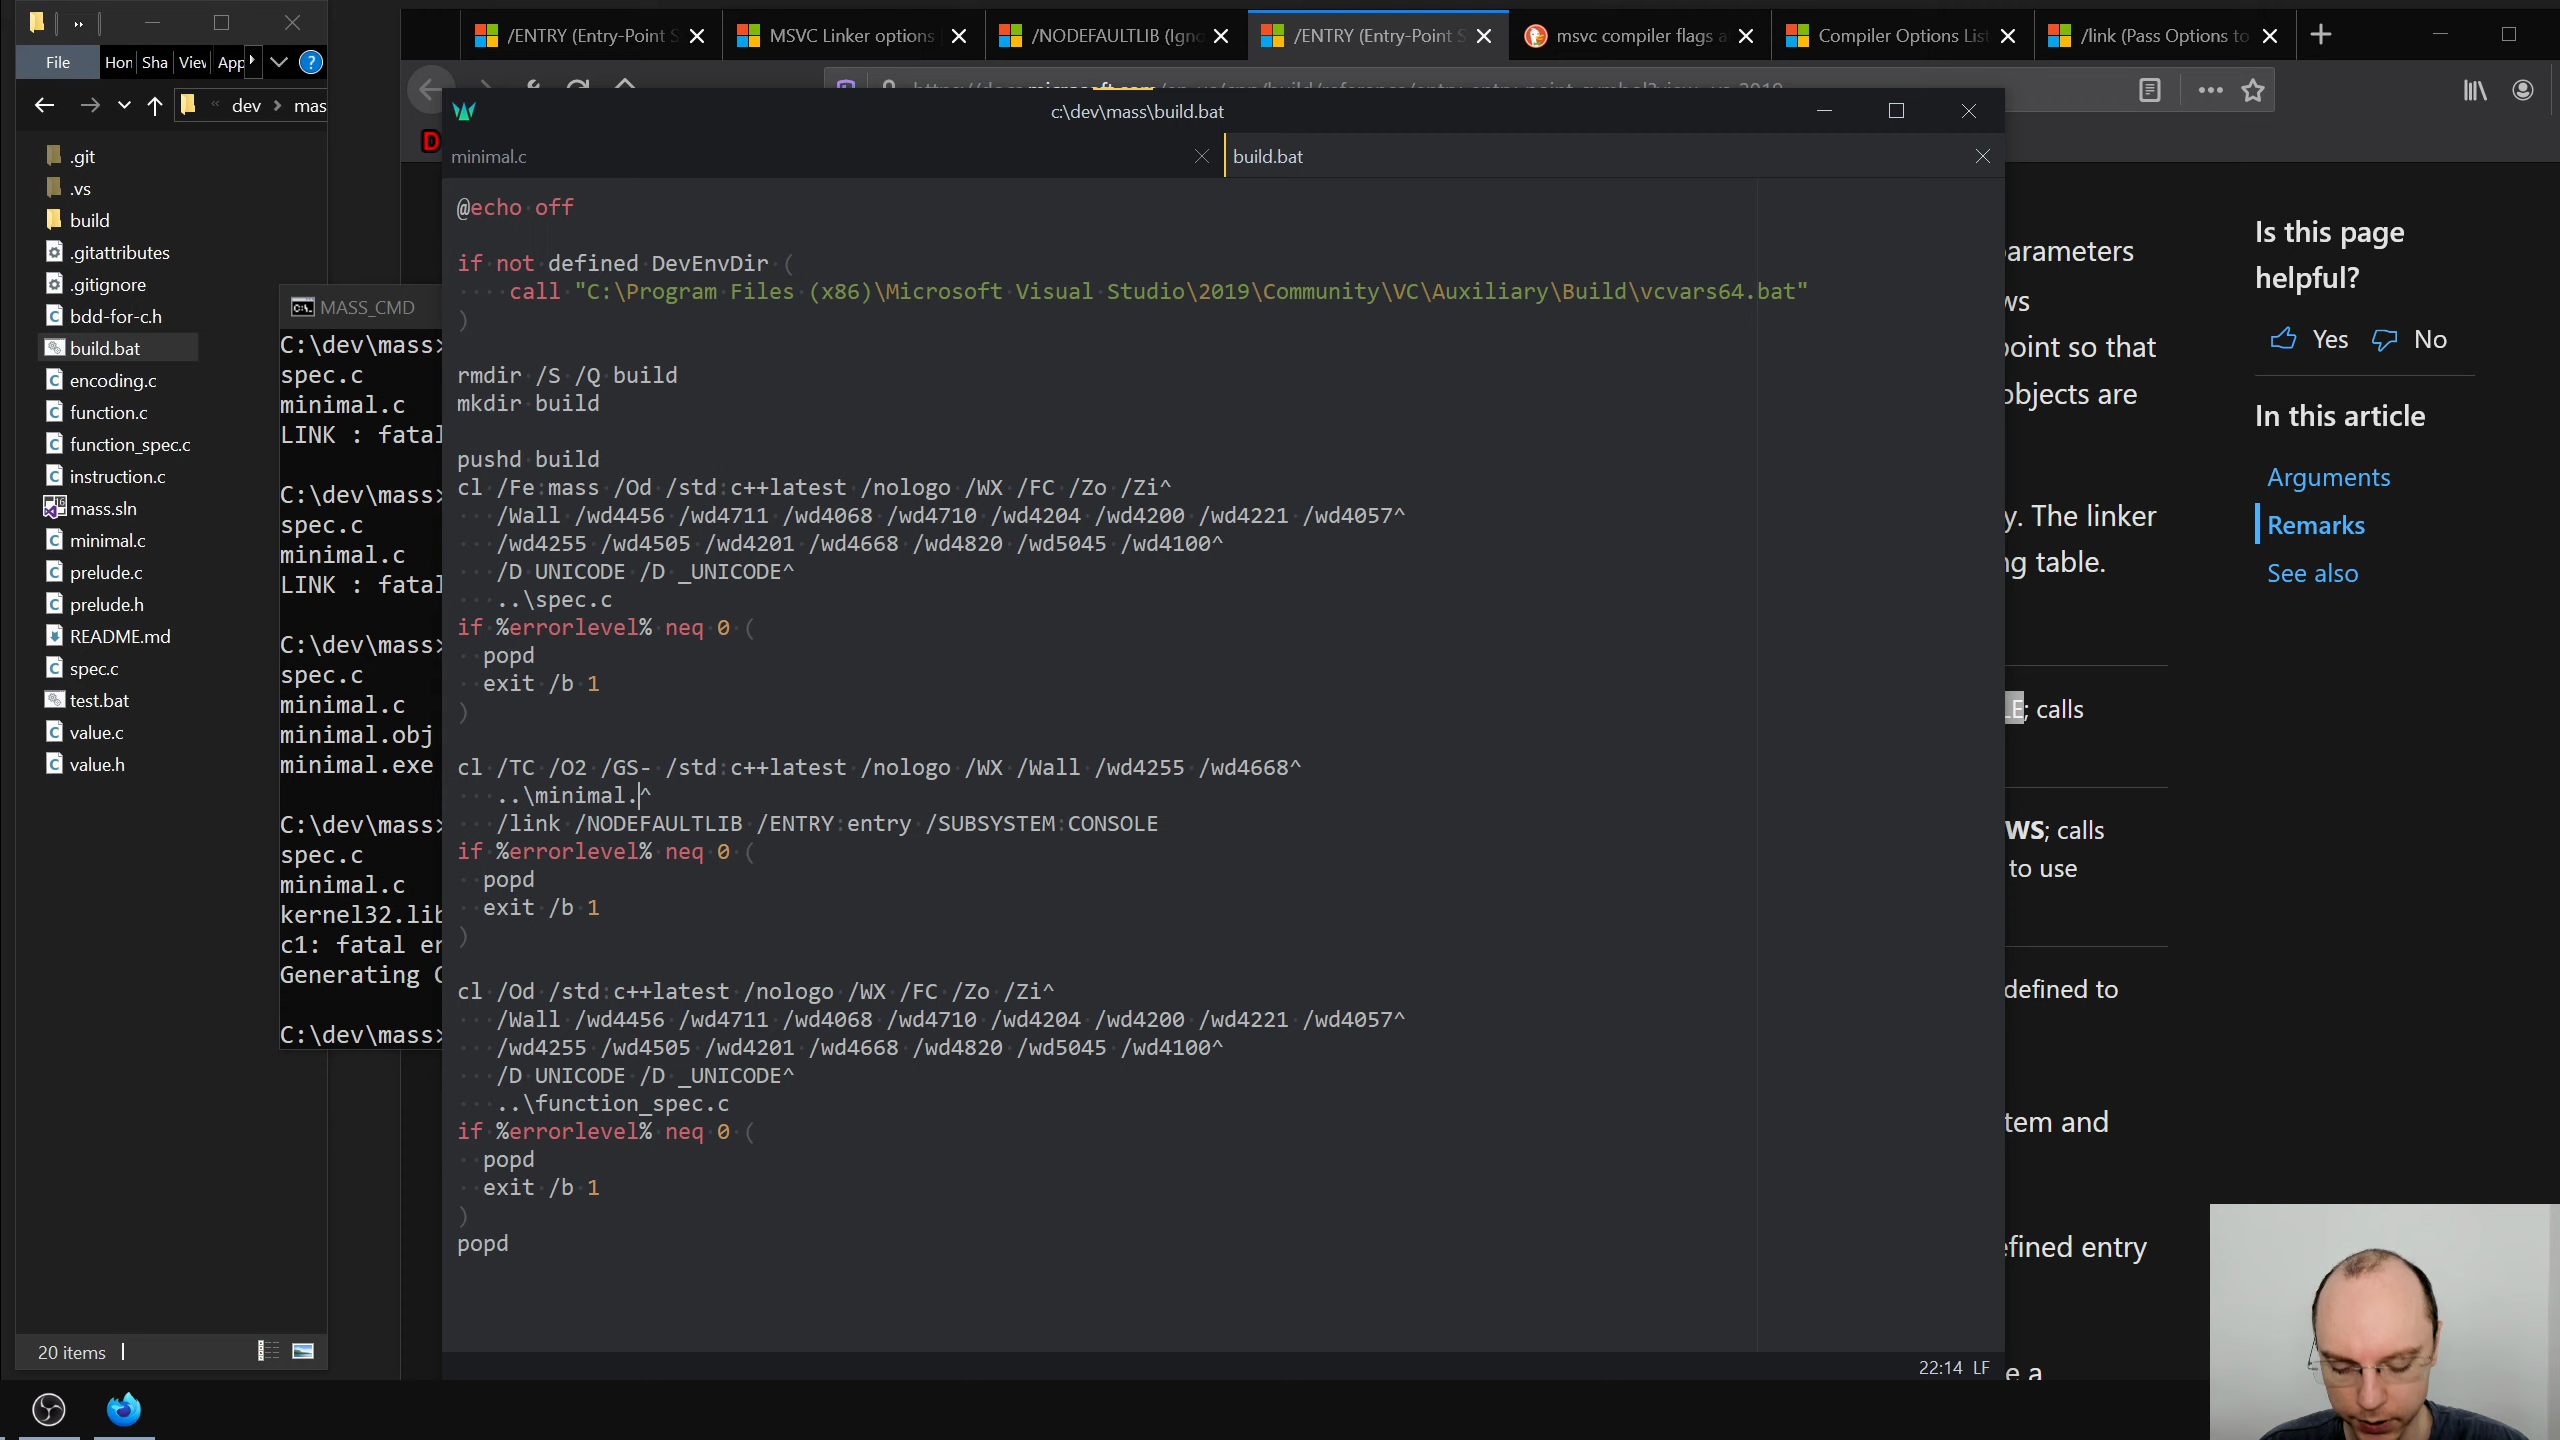 /ENTRY (Entry-Point S
MSVC Linker options
/NODEFAULTLIB (Igno
/ENTRY (Entry-Point S
msvc compiler flags a
Compiler Options List
/link (Pass Options to
File
Hon
Sha
Viev
App
dev
mas
.git
.vs
build
.gitattributes
.gitignore
bdd-for-c.h
build.bat
encoding.c
function.c
function_spec.c
instruction.c
mass.sln
minimal.c
prelude.c
prelude.h
README.md
spec.c
test.bat
value.c
value.h
20 items
MASS_CMD
C:\dev\mass>
spec.c
minimal.c
LINK : fatal
C:\dev\mass>
spec.c
minimal.c
LINK : fatal
C:\dev\mass>
spec.c
minimal.c
minimal.obj
minimal.exe
C:\dev\mass>
spec.c
minimal.c
kernel32.lib
c1: fatal er
Generating C
C:\dev\mass>
c:\dev\mass\build.bat
minimal.c
build.bat
@echo off
if not defined DevEnvDir (
call "C:\Program Files (x86)\Microsoft Visual Studio\2019\Community\VC\Auxiliary\Build\vcvars64.bat"
)
rmdir /S /Q build
mkdir build
pushd build
cl /Fe:mass /Od /std:c++latest /nologo /WX /FC /Zo /Zi^
/Wall /wd4456 /wd4711 /wd4068 /wd4710 /wd4204 /wd4200 /wd4221 /wd4057^
/wd4255 /wd4505 /wd4201 /wd4668 /wd4820 /wd5045 /wd4100^
/D UNICODE /D _UNICODE^
..\spec.c
if %errorlevel% neq 0 (
popd
exit /b 1
)
cl /TC /O2 /GS- /std:c++latest /nologo /WX /Wall /wd4255 /wd4668^
..\minimal.^
/link /NODEFAULTLIB /ENTRY:entry /SUBSYSTEM:CONSOLE
if %errorlevel% neq 0 (
popd
exit /b 1
)
cl /Od /std:c++latest /nologo /WX /FC /Zo /Zi^
/Wall /wd4456 /wd4711 /wd4068 /wd4710 /wd4204 /wd4200 /wd4221 /wd4057^
/wd4255 /wd4505 /wd4201 /wd4668 /wd4820 /wd5045 /wd4100^
/D UNICODE /D _UNICODE^
..\function_spec.c
if %errorlevel% neq 0 (
popd
exit /b 1
)
popd
22:14 LF
D
arameters
ws
point so that
objects are
y. The linker
ng table.
LE; calls
WS; calls
to use
defined to
tem and
efined entry
e a
Is this page
helpful?
Yes
No
In this article
Arguments
Remarks
See also